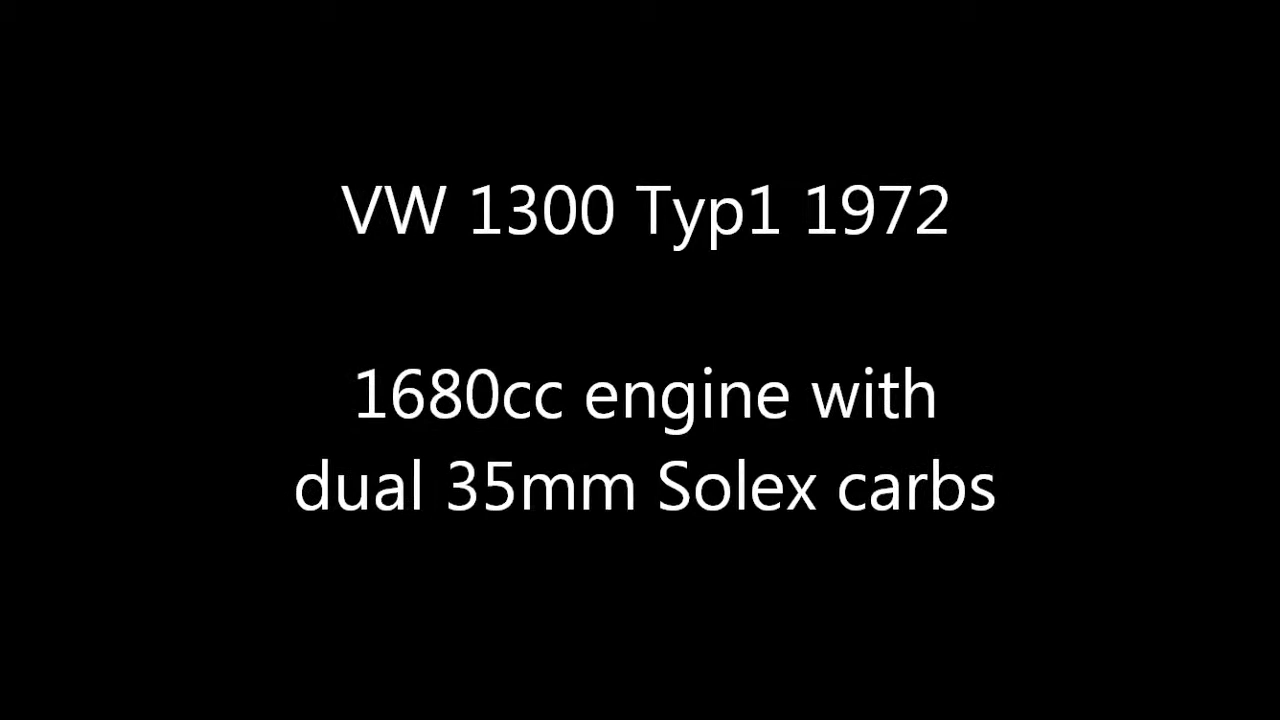 VW 1300 Typ1 1972
1680cc engine with
dual 35mm Solex carbs